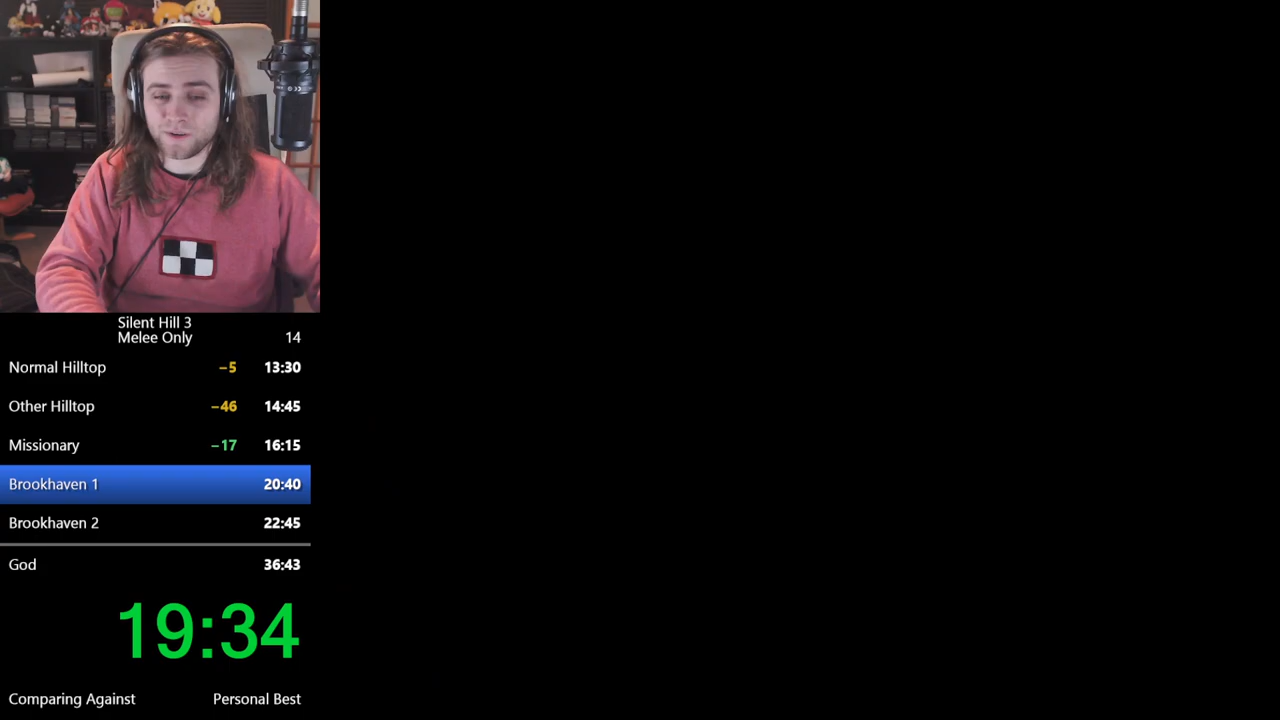 Silent Hill 3
Melee Only 14
Normal Hilltop −5 13:30
Other Hilltop −46 14:45
Missionary −17 16:15
Brookhaven 1 20:40
Brookhaven 2 22:45
God 36:43
19:34
Comparing Against Personal Best